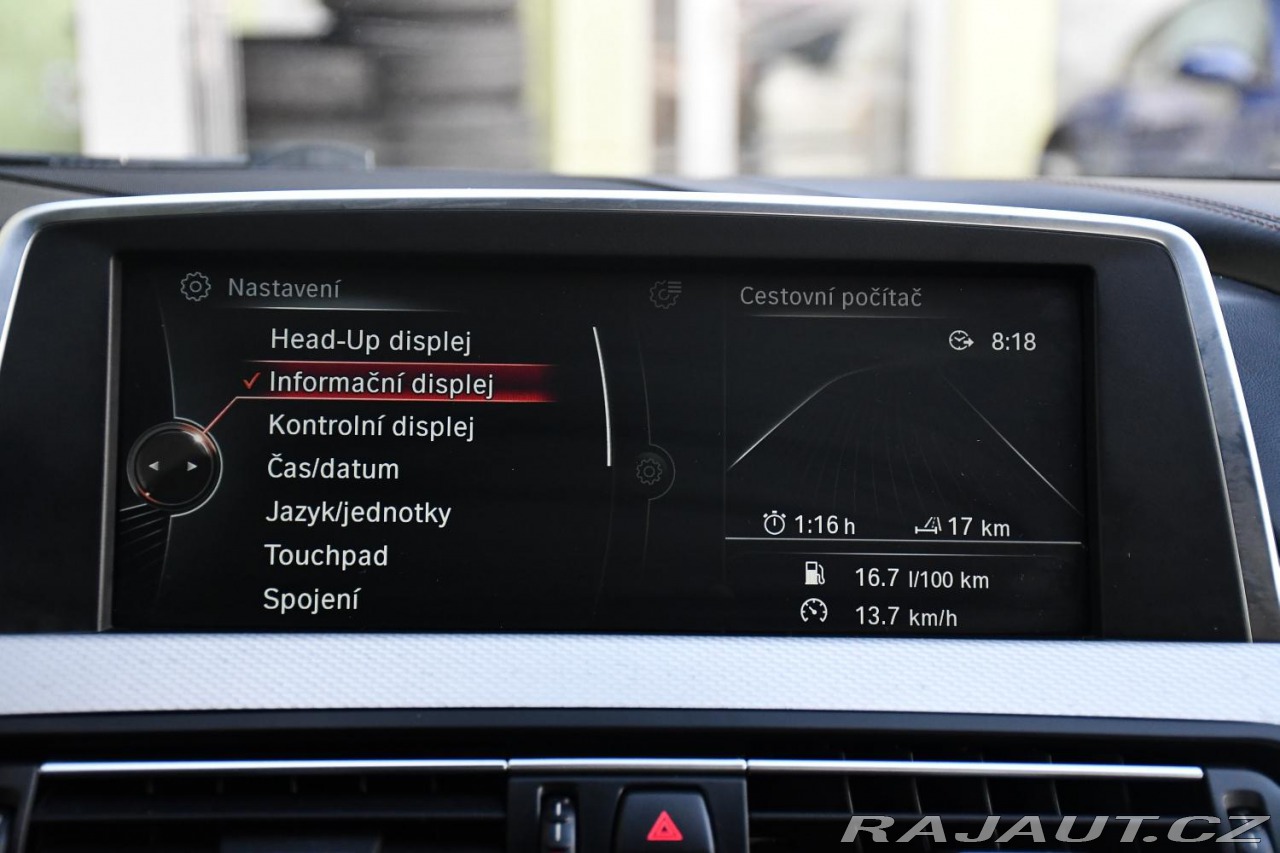 Nastavení
Head-Up displej
Informační displej
Kontrolní displej
Čas/datum
Jazyk/jednotky
Touchpad
Spojení
Cestovní počítač
8:18
1:16 h 17 km
16.7 l/100 km
13.7 km/h
RAJAUT.CZ